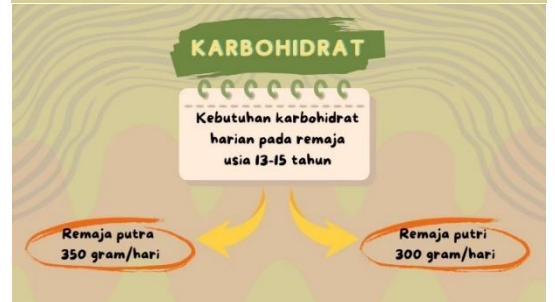 KARBOHIDRAT
Kebutuhan karbohidrat
harian pada remaja
usia 13-15 tahun
Remaja putra
350 gram/hari
Remaja putri
300 gram/hari